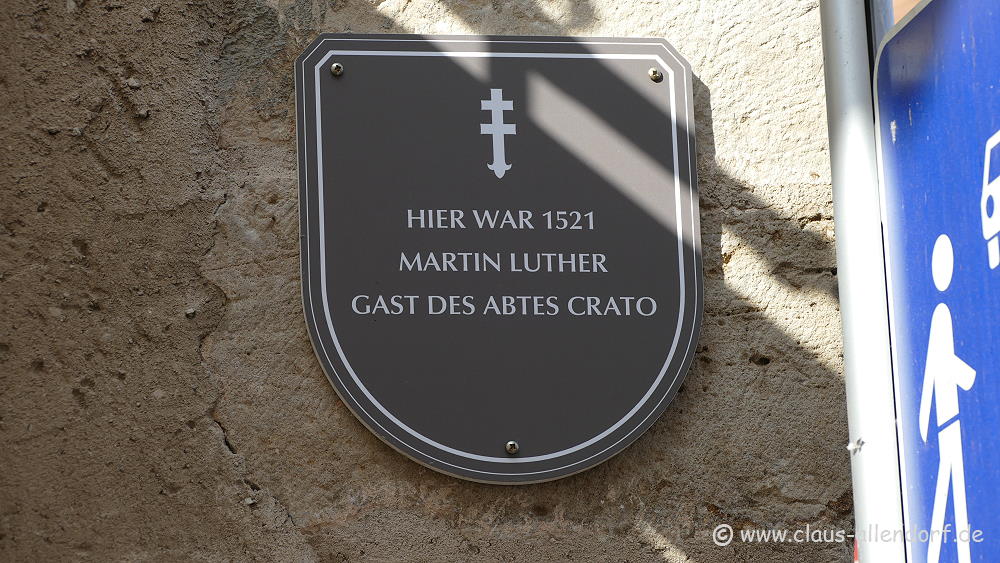 HIER WAR 1521
MARTIN LUTHER
GAST DES ABTES CRATO
© www.claus-allendorf.de